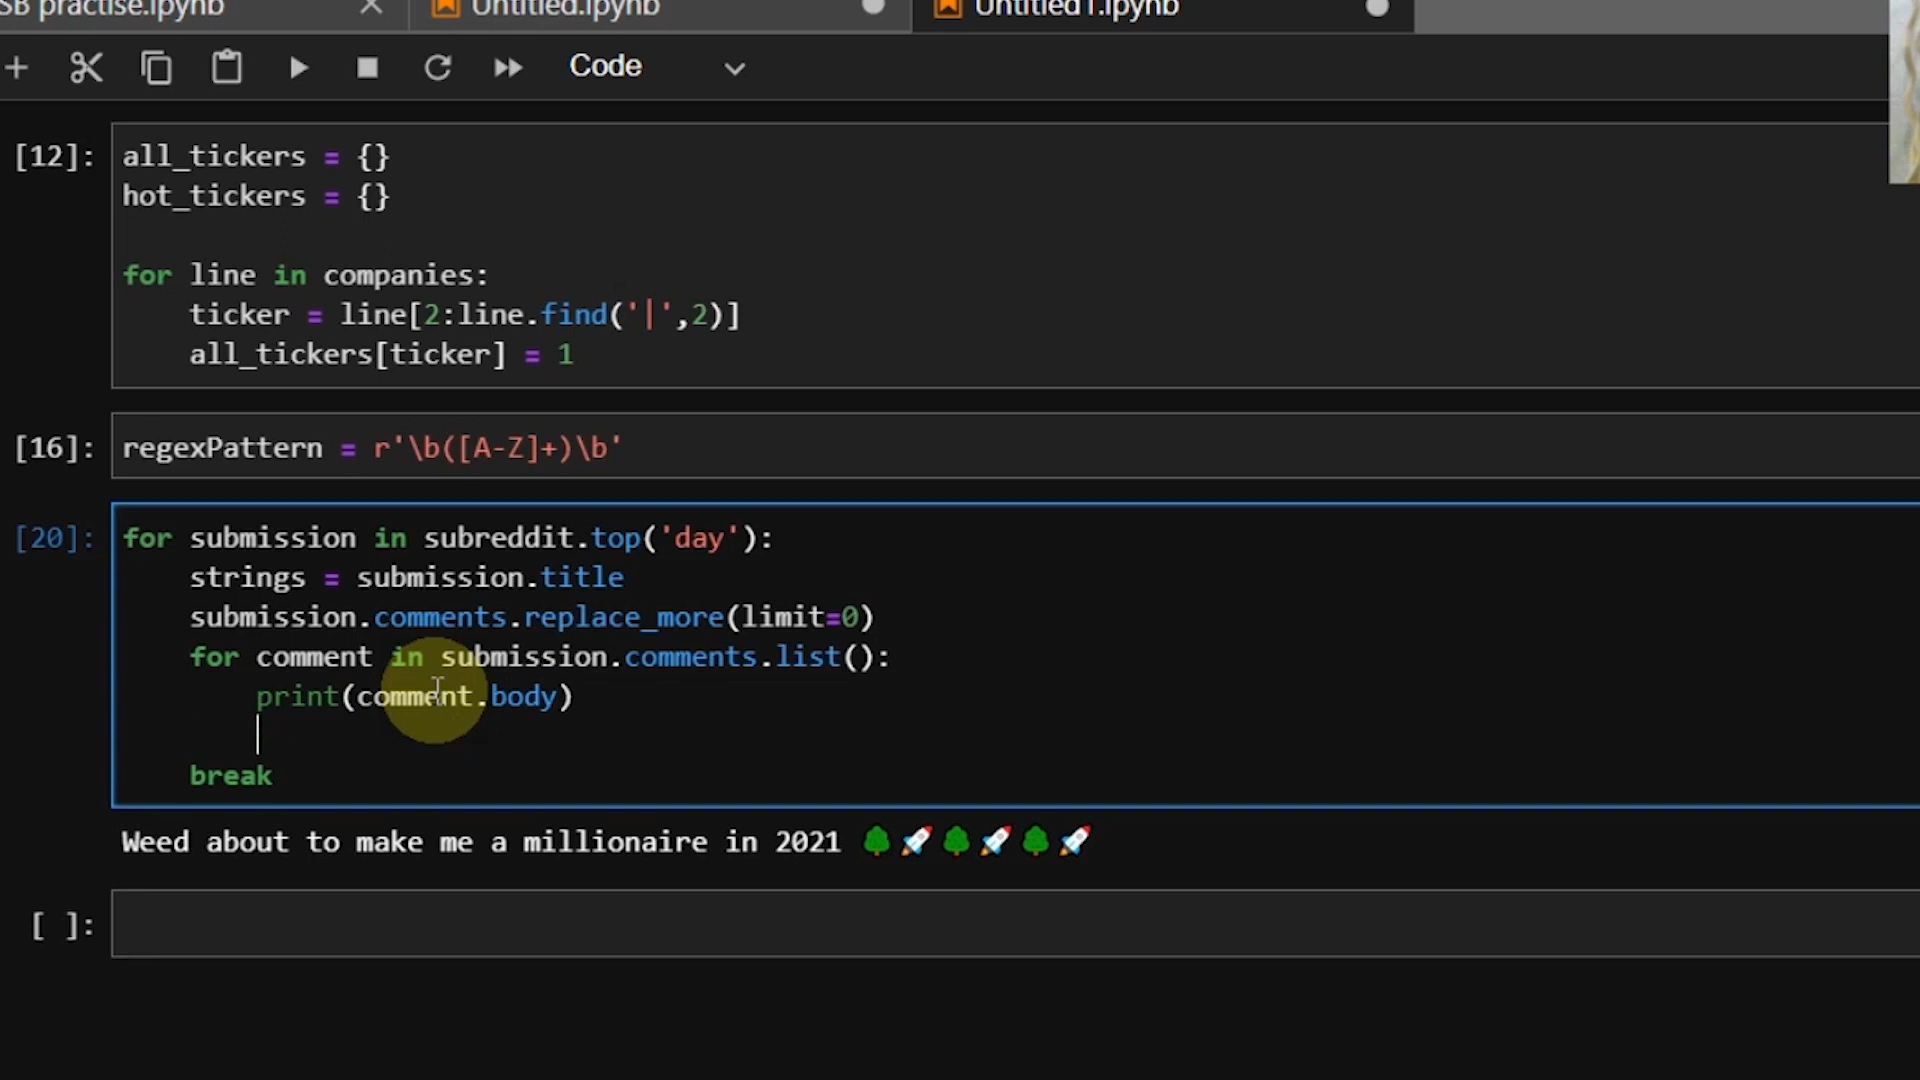 SB practise.ipynb
Untitled.ipynb
Untitled1.ipynb
Code
[12]:
all_tickers = {}
hot_tickers = {}
for line in companies:
    ticker = line[2:line.find('|',2)]
    all_tickers[ticker] = 1
[16]:
regexPattern = r'\b([A-Z]+)\b'
[20]:
for submission in subreddit.top('day'):
    strings = submission.title
    submission.comments.replace_more(limit=0)
    for comment in submission.comments.list():
        print(comment.body)
    break
Weed about to make me a millionaire in 2021 🌳🚀🌳🚀🌳🚀
[ ]: